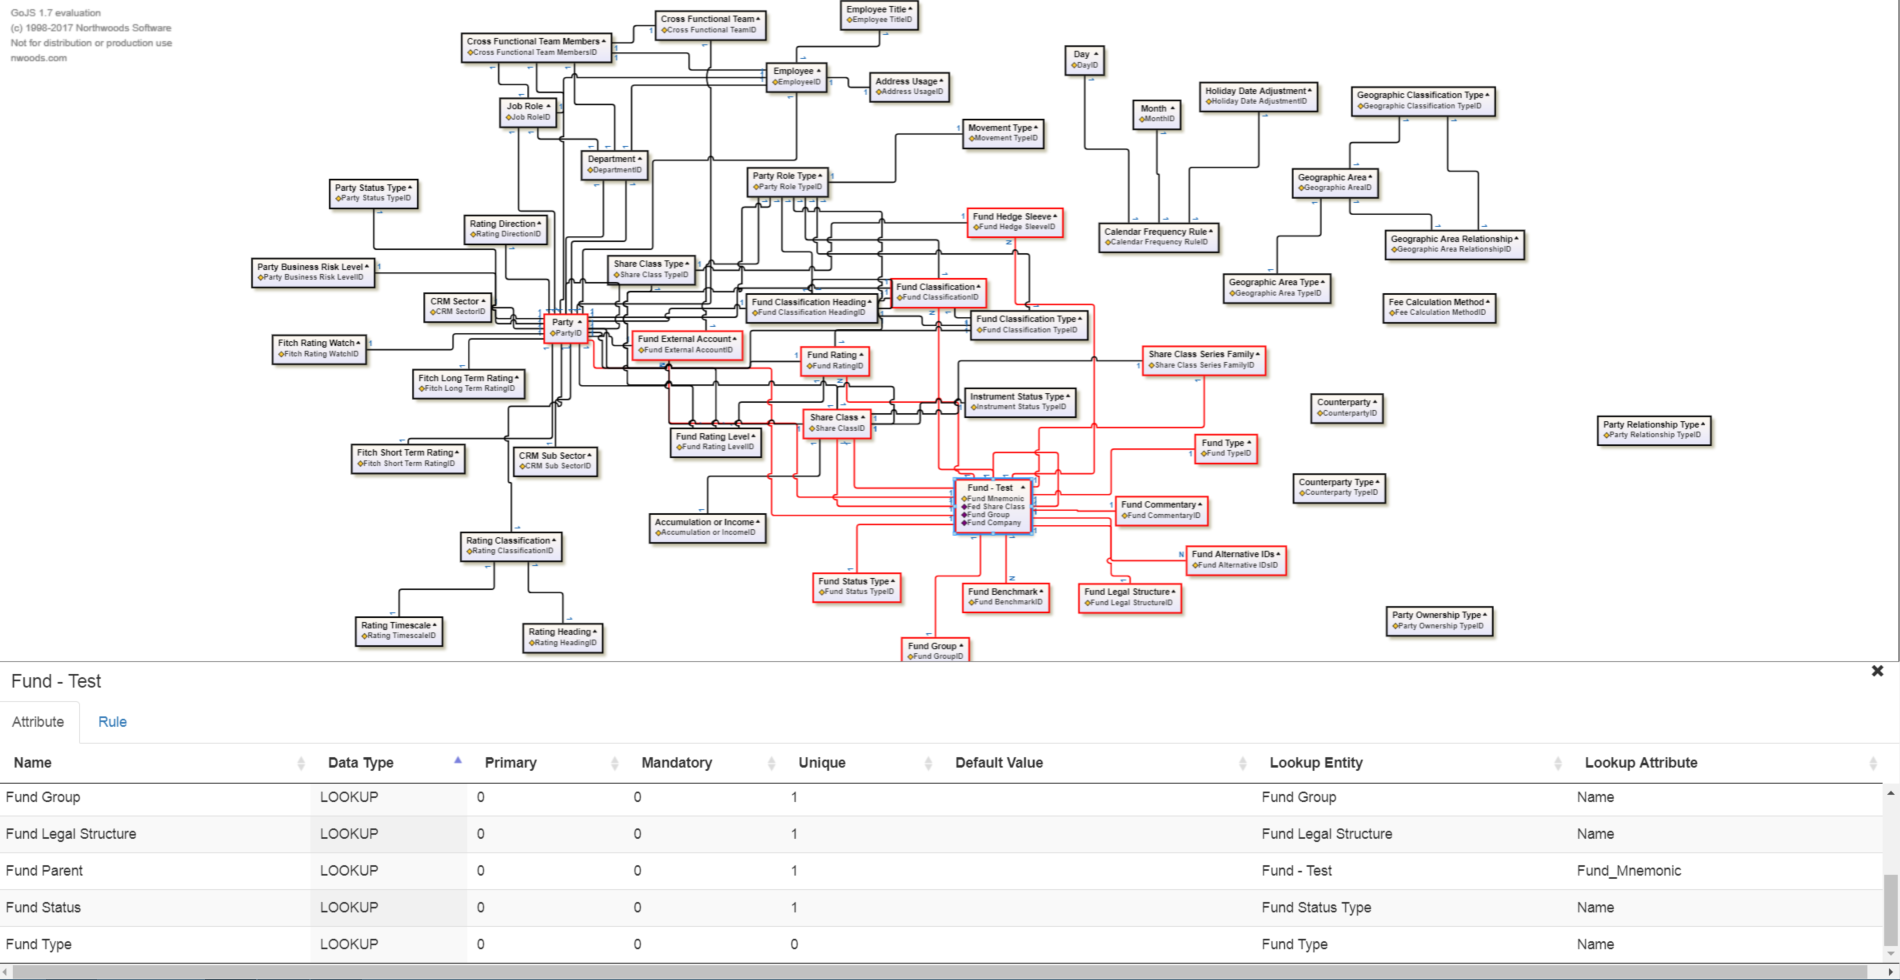 GoJS 1.7 evaluation
(c) 1998-2017 Northwoods Software
Not for distribution or production use
nwoods.com
Cross Functional Team
Cross Functional TeamID
Employee Title
Employee TitleID
Cross Functional Team Members
Cross Functional Team MembersID
Day
DayID
Employee
EmployeeID
Address Usage
Address UsageID
Holiday Date Adjustment
Holiday Date AdjustmentID
Geographic Classification Type
Geographic Classification TypeID
Job Role
Job RoleID
Month
MonthID
Movement Type
Movement TypeID
Department
DepartmentID
Party Role Type
Party Role TypeID
Geographic Area
Geographic AreaID
Party Status Type
Party Status TypeID
Rating Direction
Rating DirectionID
Fund Hedge Sleeve
Fund Hedge SleeveID
Calendar Frequency Rule
Calendar Frequency RuleID
Geographic Area Relationship
Geographic Area RelationshipID
Party Business Risk Level
Party Business Risk LevelID
Share Class Type
Share Class TypeID
Geographic Area Type
Geographic Area TypeID
CRM Sector
CRM SectorID
Fund Classification Heading
Fund Classification HeadingID
Fund Classification
Fund ClassificationID
Fee Calculation Method
Fee Calculation MethodID
Party
PartyID
Fund Classification Type
Fund Classification TypeID
Fitch Rating Watch
Fitch Rating WatchID
Fund External Account
Fund External AccountID
Fund Rating
Fund RatingID
Share Class Series Family
Share Class Series FamilyID
Fitch Long Term Rating
Fitch Long Term RatingID
Instrument Status Type
Instrument Status TypeID
Counterparty
CounterpartyID
Share Class
Share ClassID
Party Relationship Type
Party Relationship TypeID
Fund Rating Level
Fund Rating LevelID
Fund Type
Fund TypeID
Fitch Short Term Rating
Fitch Short Term RatingID
CRM Sub Sector
CRM Sub SectorID
Fund - Test
Fund Mnemonic
Fed Share Class
Fund Group
Fund Company
Counterparty Type
Counterparty TypeID
Fund Commentary
Fund CommentaryID
Accumulation or Income
Accumulation or IncomeID
Rating Classification
Rating ClassificationID
Fund Alternative IDs
Fund Alternative IDsID
Fund Status Type
Fund Status TypeID
Fund Benchmark
Fund BenchmarkID
Fund Legal Structure
Fund Legal StructureID
Rating Timescale
Rating TimescaleID
Rating Heading
Rating HeadingID
Party Ownership Type
Party Ownership TypeID
Fund Group
Fund GroupID
Fund - Test
Attribute Rule
Name Data Type Primary Mandatory Unique Default Value Lookup Entity Lookup Attribute
Fund Group LOOKUP 0 0 1 Fund Group Name
Fund Legal Structure LOOKUP 0 0 1 Fund Legal Structure Name
Fund Parent LOOKUP 0 0 1 Fund - Test Fund_Mnemonic
Fund Status LOOKUP 0 0 1 Fund Status Type Name
Fund Type LOOKUP 0 0 0 Fund Type Name